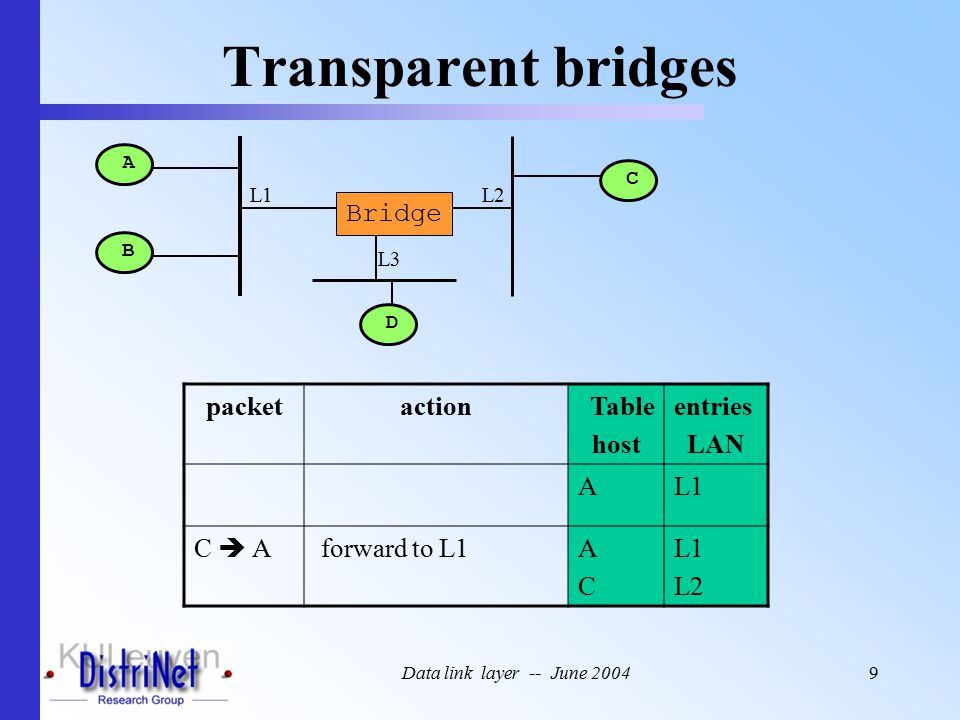 Transparent bridges
A
B
L1
Bridge
L2
C
L3
D
packet action Table entries
host LAN
A L1
C ➔ A forward to L1 A L1
C L2
KULeuven
DistriNet
Research Group
Data link layer -- June 2004 9